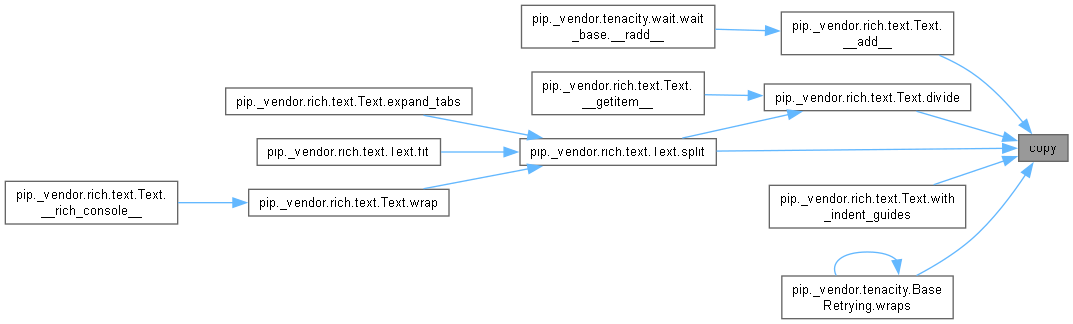 pip._vendor.tenacity.wait.wait
_base.__radd__
pip._vendor.rich.text.Text.
__add__
pip._vendor.rich.text.Text.
__getitem__
pip._vendor.rich.text.Text.divide
pip._vendor.rich.text.Text.expand_tabs
pip._vendor.rich.text.Text.fit
pip._vendor.rich.text.Text.split
copy
pip._vendor.rich.text.Text.
__rich_console__
pip._vendor.rich.text.Text.wrap
pip._vendor.rich.text.Text.with
_indent_guides
pip._vendor.tenacity.Base
Retrying.wraps